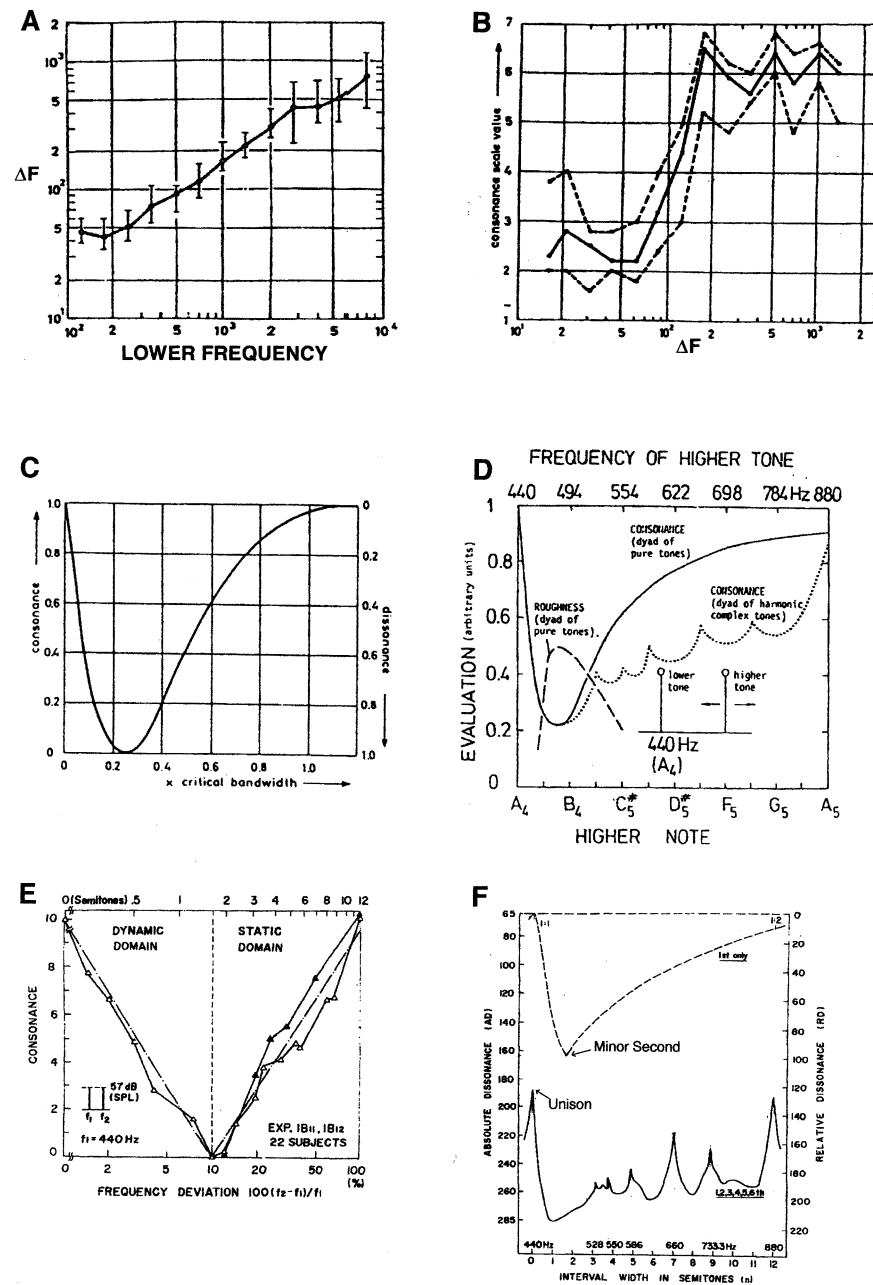 A
2
10³
5
2
ΔF
10²
5
2
10¹
10² 2 5 10³ 2 5 10⁴
LOWER FREQUENCY
B
consonance scale value
7
6
5
4
3
2
1
10¹ 2 5 10² 2 5 10³ 2
ΔF
C
consonance
1.0
0.8
0.6
0.4
0.2
0
0
0.2
0.4
0.6
0.8
1.0
dissonance
0 0.2 0.4 0.6 0.8 1.0
x critical bandwidth
D
FREQUENCY OF HIGHER TONE
440 494 554 622 698 784 Hz 880
EVALUATION (arbitrary units)
1
0.8
0.6
0.4
0.2
0
CONSONANCE
(dyad of
pure tones)
ROUGHNESS
(dyad of
pure tones).
CONSONANCE
(dyad of harmonic
complex tones)
lower
tone
higher
tone
440 Hz
(A₄)
A₄ B₄ C₅# D₅# F₅ G₅ A₅
HIGHER NOTE
E
0 (Semitones) .5 1 2 3 4 6 8 10 12
CONSONANCE
10
8
6
4
2
0
DYNAMIC
DOMAIN
STATIC
DOMAIN
57 dB
(SPL)
f₁ f₂
f₁ = 440 Hz
EXP. IB11, IB12
22 SUBJECTS
0 2 5 10 20 50 100
(%)
FREQUENCY DEVIATION 100(f₂-f₁)/f₁
F
ABSOLUTE DISSONANCE (AD)
65
80
100
120
140
160
180
200
220
240
260
285
RELATIVE DISSONANCE (RD)
0
20
40
60
80
100
120
140
160
180
200
220
1:1
1:2
1st only
Minor Second
Unison
1,2,3,4,5,6 th
440Hz 528 550 586 660 733.3Hz 880
0 1 2 3 4 5 6 7 8 9 10 11 12
INTERVAL WIDTH IN SEMITONES (n)